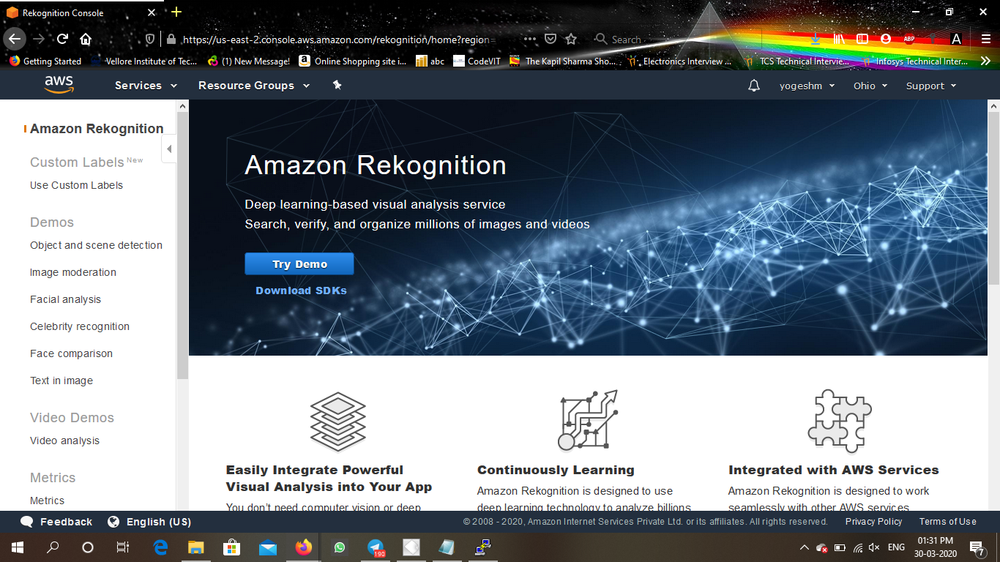 Rekognition Console
https://us-east-2.console.aws.amazon.com/rekognition/home?region=
Search
ABP
A
Getting Started
Vellore Institute of Tec...
(1) New Message!
Online Shopping site i...
abc
CodeVIT
The Kapil Sharma Sho...
Electronics Interview ...
TCS Technical Intervie...
Infosys Technical Inter...
aws
Services
Resource Groups
yogeshm
Ohio
Support
Amazon Rekognition
Custom Labels New
Use Custom Labels
Demos
Object and scene detection
Image moderation
Facial analysis
Celebrity recognition
Face comparison
Text in image
Video Demos
Video analysis
Metrics
Metrics
Amazon Rekognition
Deep learning-based visual analysis service
Search, verify, and organize millions of images and videos
Try Demo
Download SDKs
Easily Integrate Powerful
Visual Analysis into Your App
You don't need computer vision or deep
Continuously Learning
Amazon Rekognition is designed to use
deep learning technology to analyze billions
Integrated with AWS Services
Amazon Rekognition is designed to work
seamlessly with other AWS services
Feedback
English (US)
© 2008 - 2020, Amazon Internet Services Private Ltd. or its affiliates. All rights reserved.
Privacy Policy
Terms of Use
190
ENG
01:31 PM
30-03-2020
7